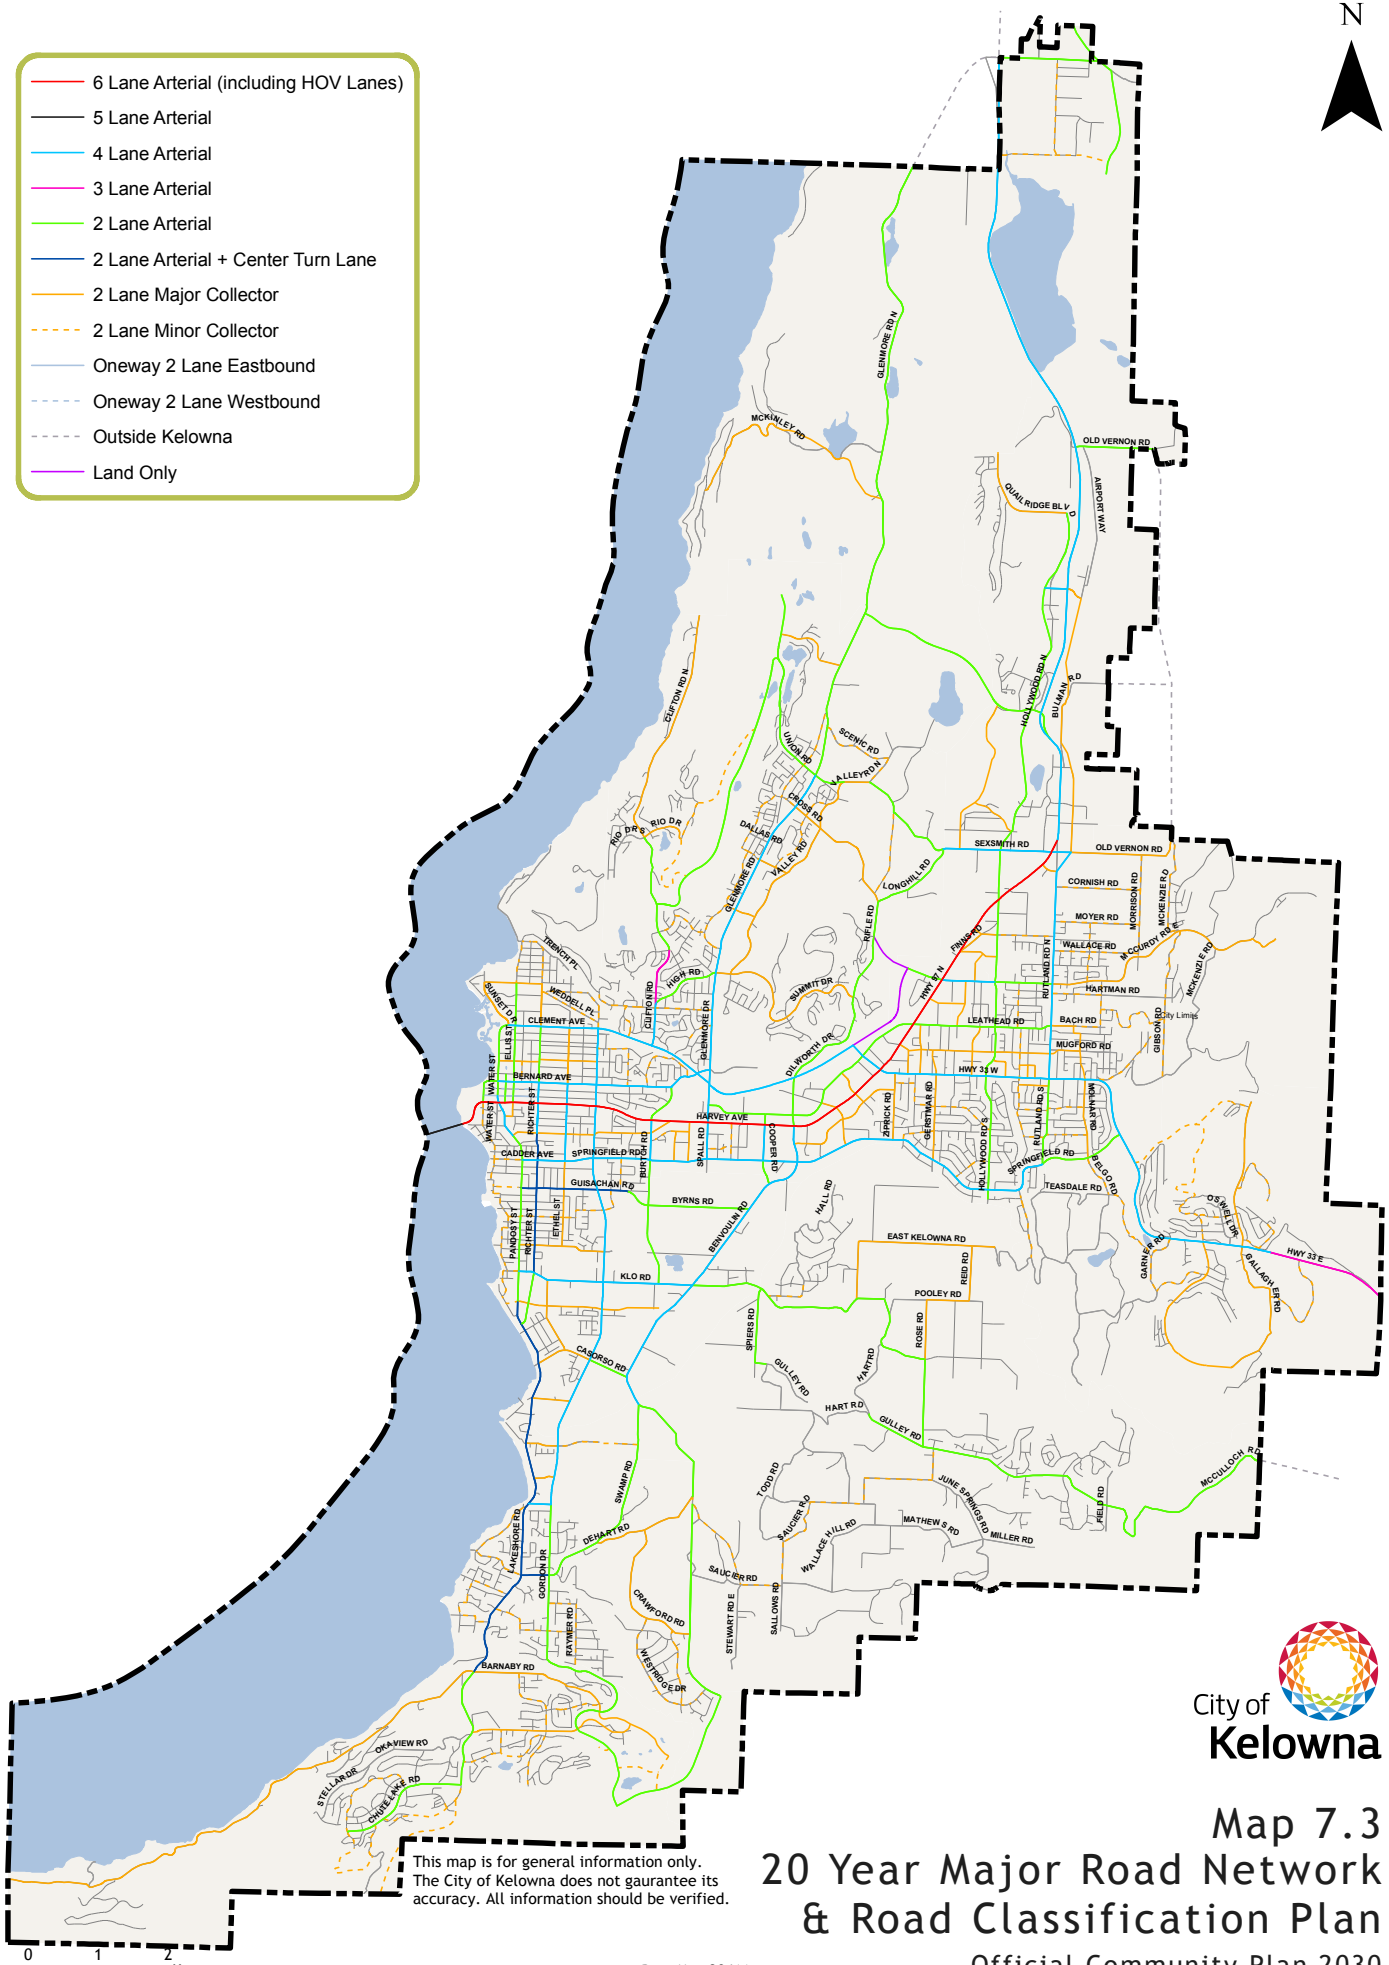 N
6 Lane Arterial (including HOV Lanes)
5 Lane Arterial
4 Lane Arterial
3 Lane Arterial
2 Lane Arterial
2 Lane Arterial + Center Turn Lane
2 Lane Major Collector
2 Lane Minor Collector
Oneway 2 Lane Eastbound
Oneway 2 Lane Westbound
Outside Kelowna
Land Only
GLENMORE RD N
MCKINLEY RD
OLD VERNON RD
AIRPORT WAY
QUAIL RIDGE BLVD
CLIFTON RD N
HOLLYWOOD RD N
BULMAN RD
UNION RD
SCENIC RD
VALLEY RD N
CROSS RD
RIO DR S
RIO DR
DALLAS RD
VALLEY RD
GLENMORE RD
SEXSMITH RD
OLD VERNON RD
LONGHILL RD
CORNISH RD
MORRISON RD
MCKENZIE RD
MOYER RD
RIFLE RD
FINNS RD
WALLACE RD
MCCURDY RD E
TRENCH PL
RUTLAND RD N
MCKENZIE RD
HIGH RD
HWY 97 N
SUMMIT DR
HARTMAN RD
SUNSET DR
WEDDELL PL
CLIFTON RD
CLEMENT AVE
GLENMORE DR
LEATHEAD RD
BACH RD
GIBSON RD
City Limits
ELLIS ST
DILWORTH DR
MUGFORD RD
WATER ST
BERNARD AVE
HWY 33 W
RICHTER ST
WATER ST
HARVEY AVE
ZIPRICK RD
GERSTMAR RD
HOLLYWOOD RD S
RUTLAND RD S
MOLNAR RD
CADDER AVE
SPRINGFIELD RD
BURTCH RD
SPALL RD
COOPER RD
SPRINGFIELD RD
BELGO RD
GUISACHAN RD
BYRNS RD
HALL RD
TEASDALE RD
PANDOSY ST
RICHTER ST
ETHEL ST
BENVOULIN RD
OSWELL DR
EAST KELOWNA RD
GARNER RD
HWY 33 E
KLO RD
REID RD
GALLAGHER RD
POOLEY RD
SPIERS RD
ROSE RD
CASORSO RD
GULLEY RD
HART RD
HART RD
GULLEY RD
MCCULLOCH RD
SWAMP RD
TODD RD
JUNE SPRINGS RD
FIELD RD
LAKESHORE RD
DEHART RD
SAUCIER RD
WALLACE HILL RD
MATHEWS RD
MILLER RD
GORDON DR
SAUCIER RD
CRAWFORD RD
STEWART RD E
SALLOWS RD
RAYMER RD
WESTRIDGE DR
BARNABY RD
OKAVIEW RD
STELLAR DR
CHUTE LAKE RD
City of
Kelowna
This map is for general information only.
The City of Kelowna does not gaurantee its
accuracy. All information should be verified.
Map 7.3
20 Year Major Road Network
& Road Classification Plan
Official Community Plan 2030
0 1 2